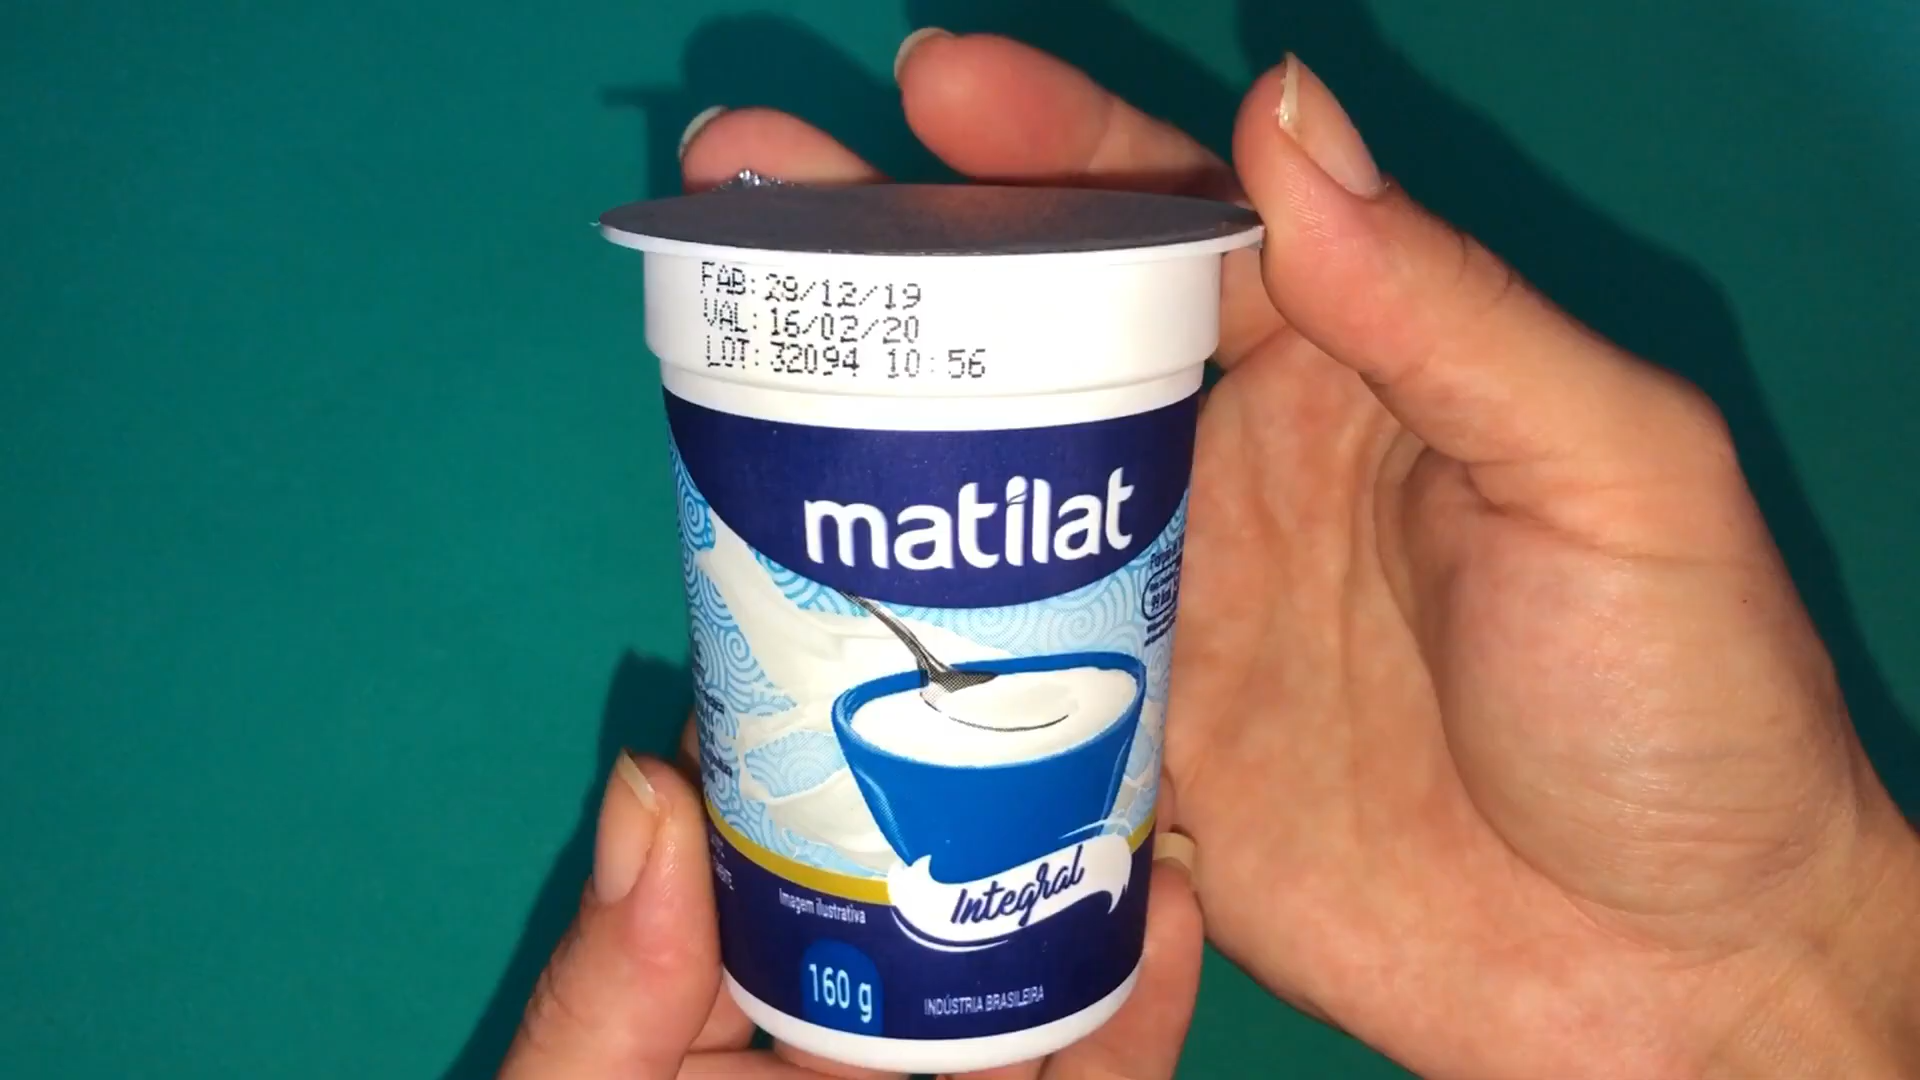 FAB: 29/12/19
VAL: 16/02/20
LOT: 32094 10:56
matilat
Integral
Imagem ilustrativa
160 g
INDÚSTRIA BRASILEIRA